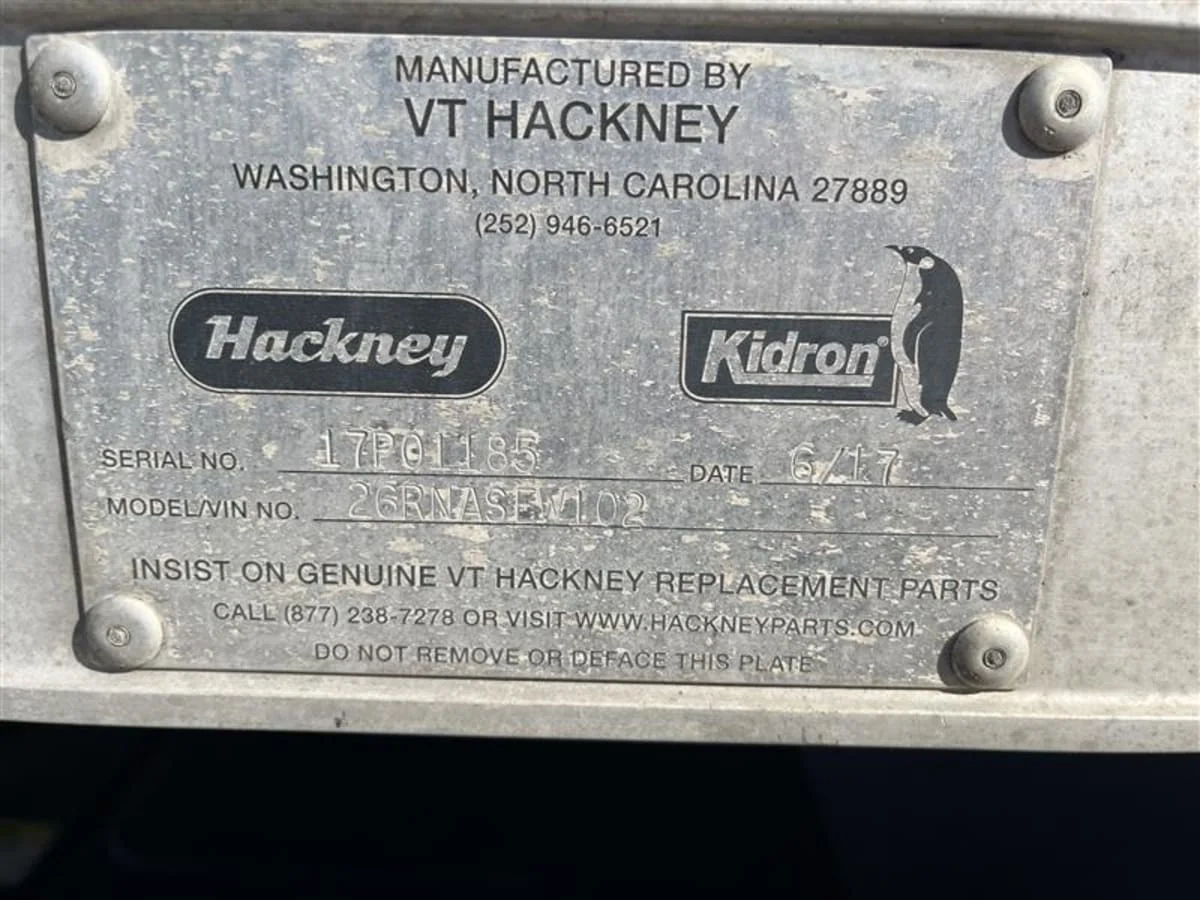 MANUFACTURED BY
VT HACKNEY
WASHINGTON, NORTH CAROLINA 27889
(252) 946-6521
Hackney
Kidron®
SERIAL NO. 17P01185 DATE 6/17
MODEL/VIN NO. 26RNASEW102
INSIST ON GENUINE VT HACKNEY REPLACEMENT PARTS
CALL (877) 238-7278 OR VISIT WWW.HACKNEYPARTS.COM
DO NOT REMOVE OR DEFACE THIS PLATE